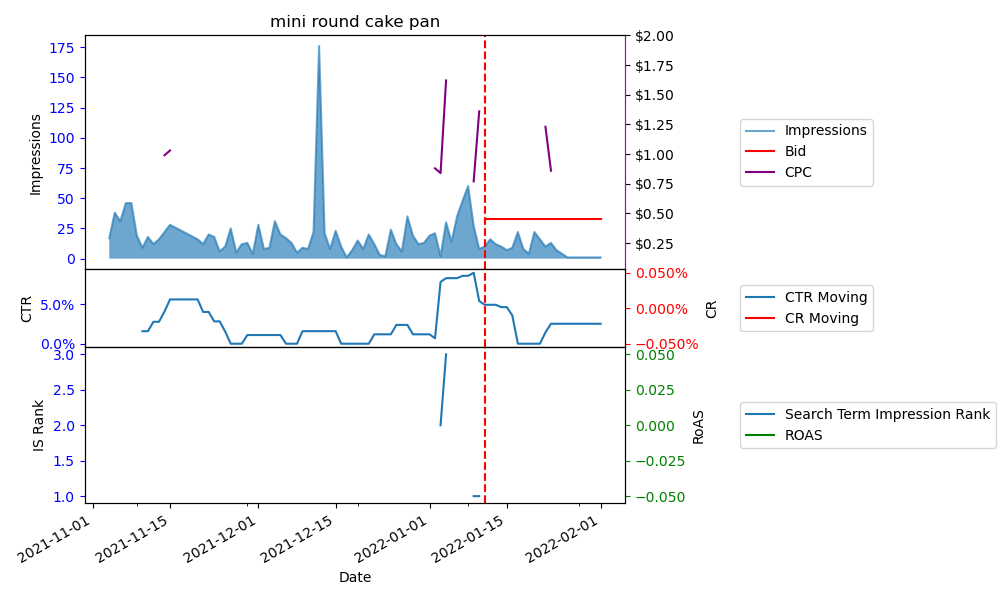 mini round cake pan
175
150
125
100
75
50
25
0
Impressions
$2.00
$1.75
$1.50
$1.25
$1.00
$0.75
$0.50
$0.25
Impressions
Bid
CPC
5.0%
0.0%
CTR
0.050%
0.000%
−0.050%
CR
CTR Moving
CR Moving
3.0
2.5
2.0
1.5
1.0
IS Rank
0.050
0.025
0.000
−0.025
−0.050
RoAS
Search Term Impression Rank
ROAS
2021-11-01
2021-11-15
2021-12-01
2021-12-15
2022-01-01
2022-01-15
2022-02-01
Date